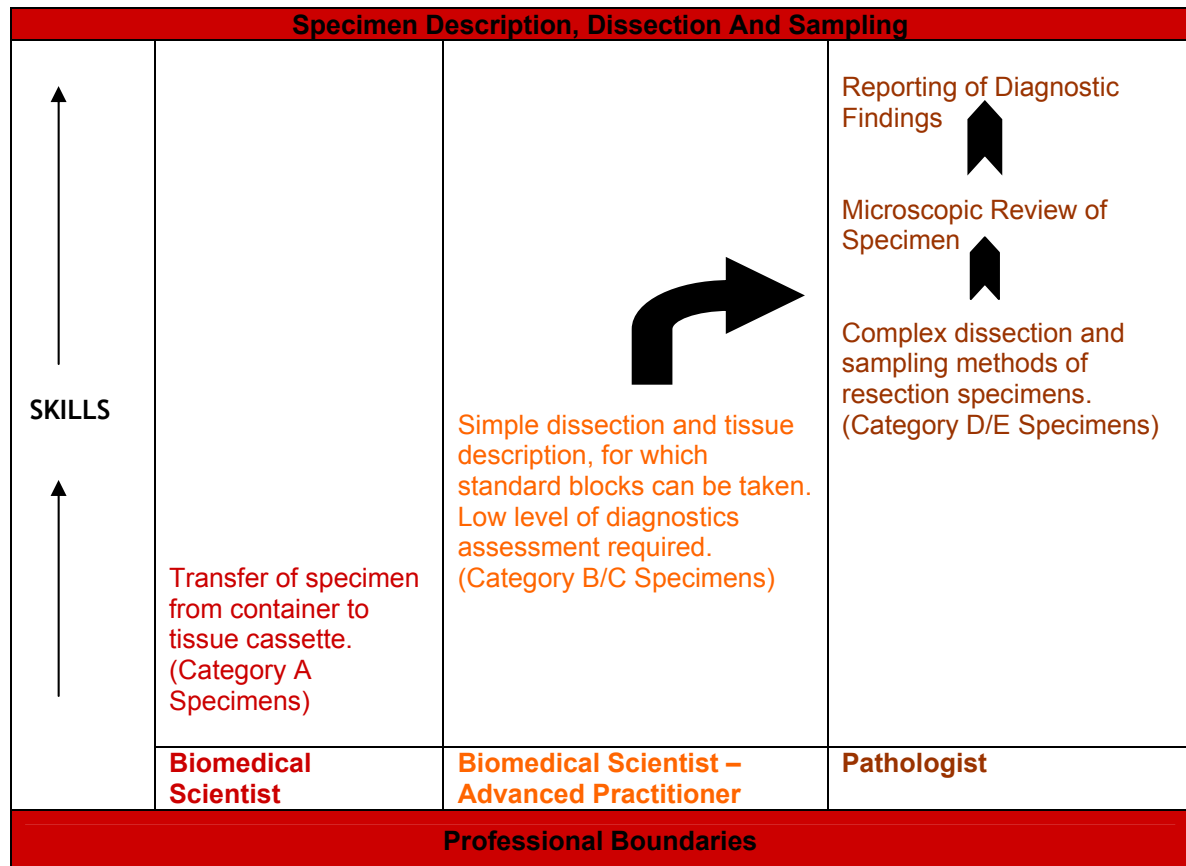 Specimen Description, Dissection And Sampling
SKILLS
Transfer of specimen
from container to
tissue cassette.
(Category A
Specimens)
Simple dissection and tissue
description, for which
standard blocks can be taken.
Low level of diagnostics
assessment required.
(Category B/C Specimens)
Reporting of Diagnostic
Findings
Microscopic Review of
Specimen
Complex dissection and
sampling methods of
resection specimens.
(Category D/E Specimens)
Biomedical
Scientist
Biomedical Scientist –
Advanced Practitioner
Pathologist
Professional Boundaries